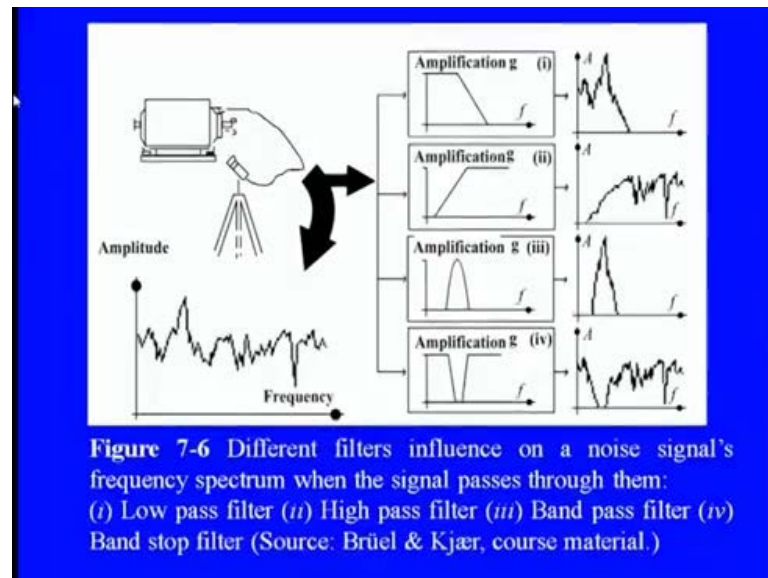 Amplification g (i)
A
f
f
Amplification g (ii)
A
f
f
Amplification g (iii)
A
f
f
Amplification g (iv)
A
f
f
Amplitude
Frequency
Figure 7-6 Different filters influence on a noise signal's
frequency spectrum when the signal passes through them:
(i) Low pass filter (ii) High pass filter (iii) Band pass filter (iv)
Band stop filter (Source: Brüel & Kjær, course material.)